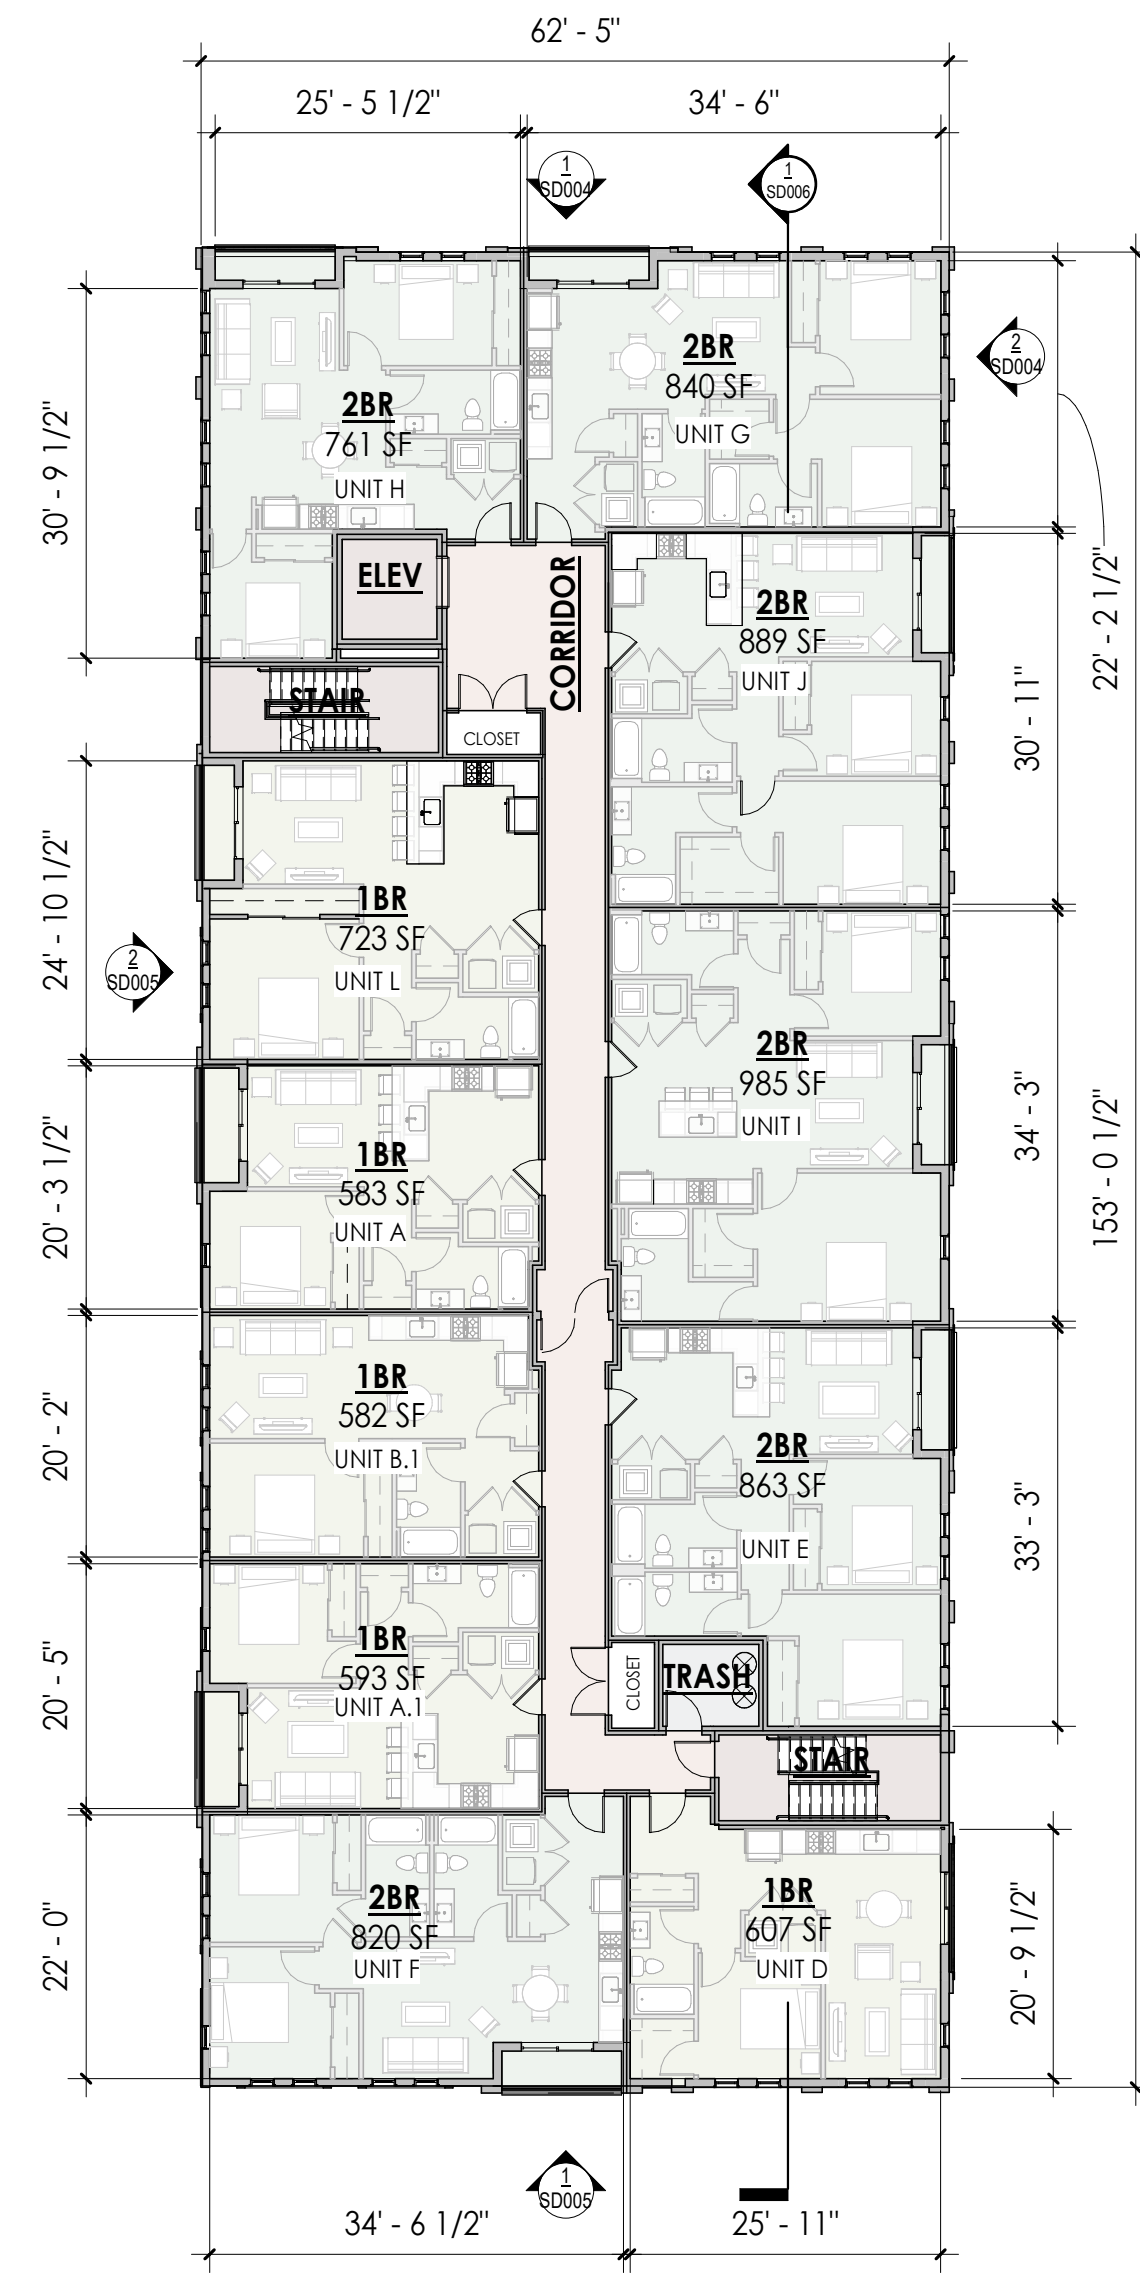 62' - 5"
25' - 5 1/2"
34' - 6"
1
SD004
1
SD006
2
SD004
2BR
840 SF
UNIT G
2BR
761 SF
UNIT H
30' - 9 1/2"
22' - 2 1/2"
ELEV
CORRIDOR
2BR
889 SF
UNIT J
30' - 11"
STAIR
CLOSET
24' - 10 1/2"
1BR
723 SF
UNIT L
2
SD005
2BR
985 SF
UNIT I
34' - 3"
153' - 0 1/2"
20' - 3 1/2"
1BR
583 SF
UNIT A
20' - 2"
1BR
582 SF
UNIT B.1
2BR
863 SF
UNIT E
33' - 3"
20' - 5"
1BR
593 SF
UNIT A.1
CLOSET
TRASH
STAIR
22' - 0"
2BR
820 SF
UNIT F
1BR
607 SF
UNIT D
20' - 9 1/2"
1
SD005
34' - 6 1/2"
25' - 11"